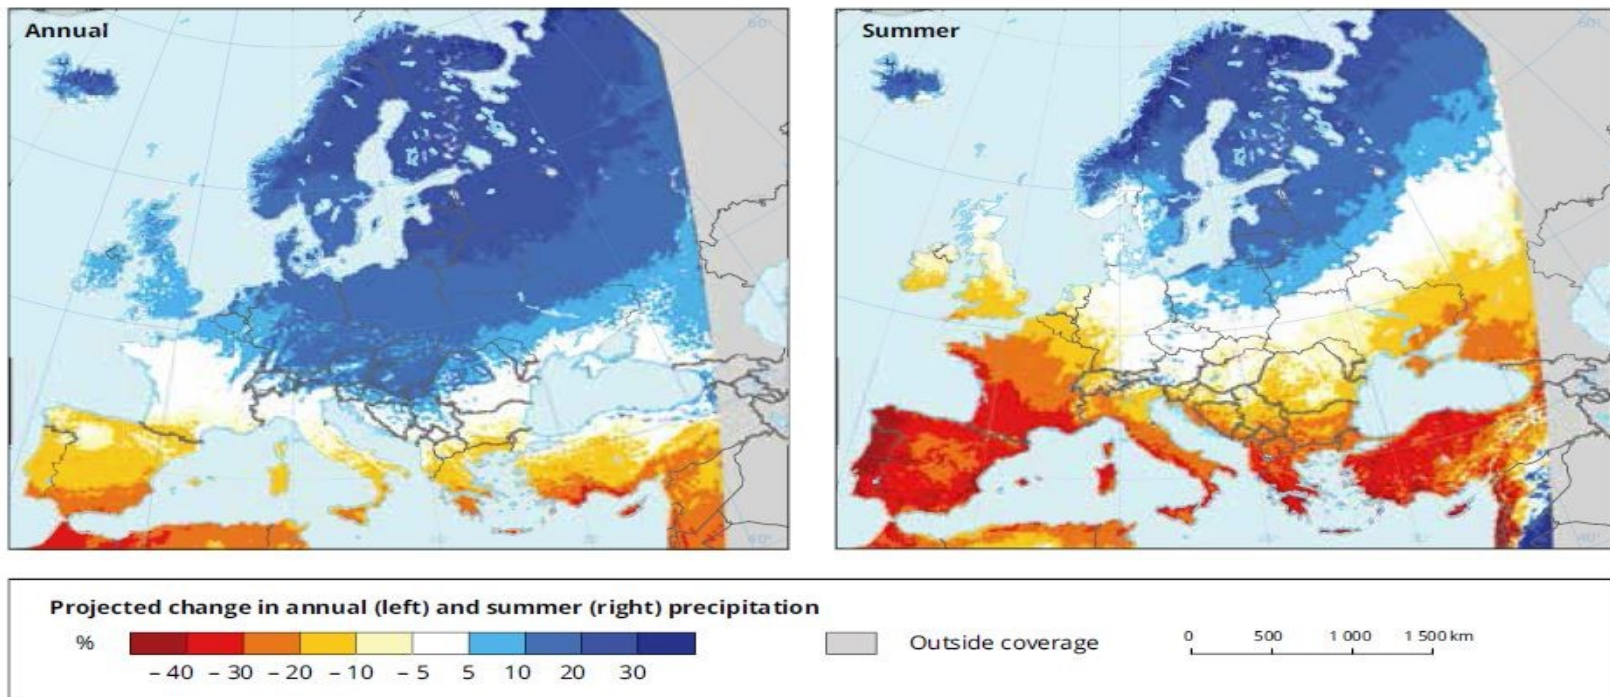 Annual
Summer
Projected change in annual (left) and summer (right) precipitation
%
– 40 – 30 – 20 – 10 – 5 5 10 20 30
Outside coverage
0 500 1 000 1 500 km